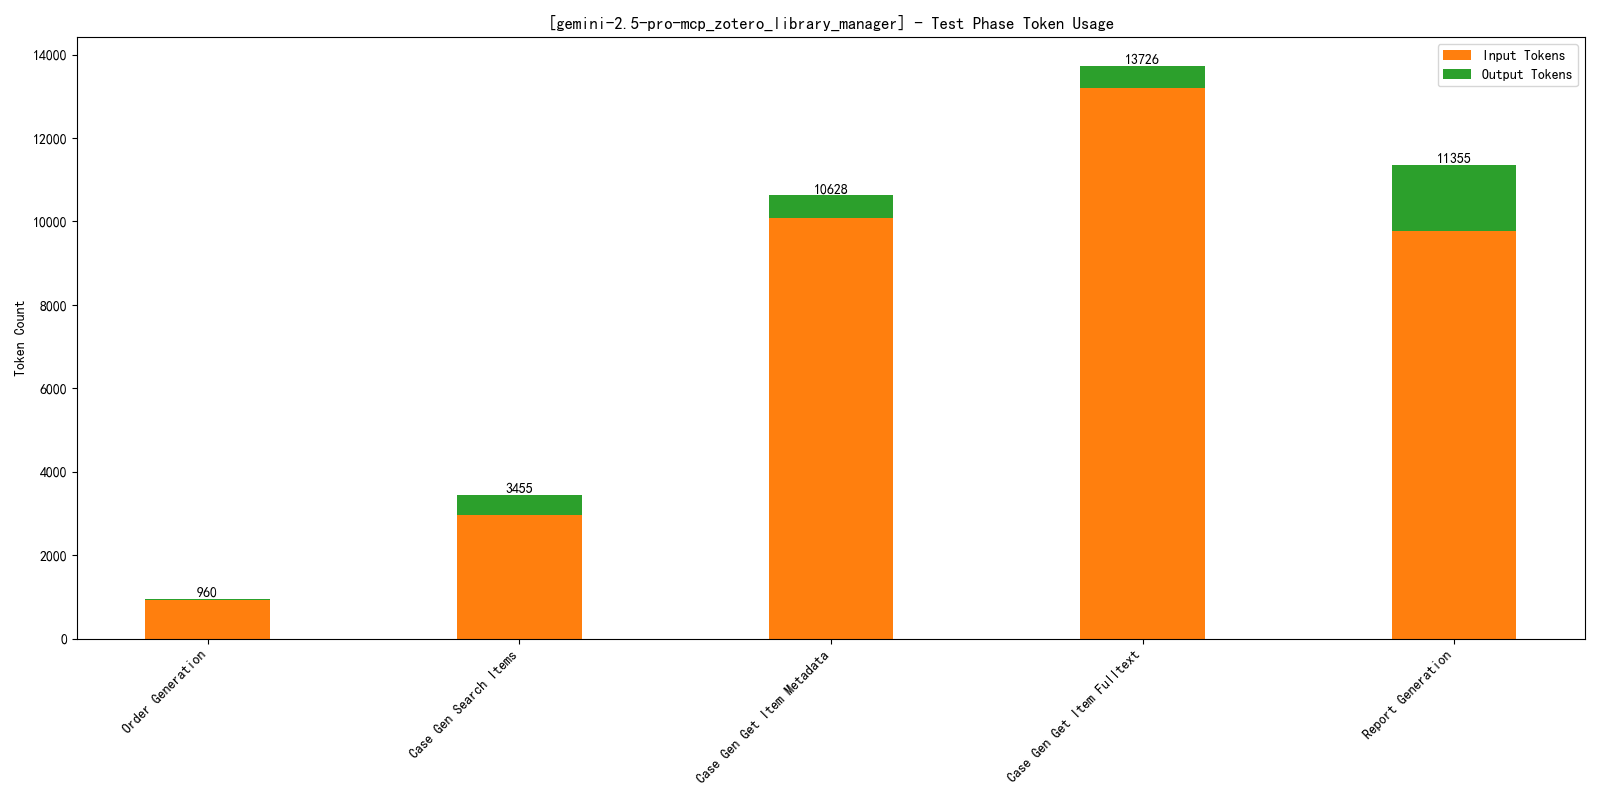 [gemini-2.5-pro-mcp_zotero_library_manager] - Test Phase Token Usage
Input Tokens
Output Tokens
Token Count
14000
12000
10000
8000
6000
4000
2000
0
960
3455
10628
13726
11355
Order Generation
Case Gen Search Items
Case Gen Get Item Metadata
Case Gen Get Item Fulltext
Report Generation